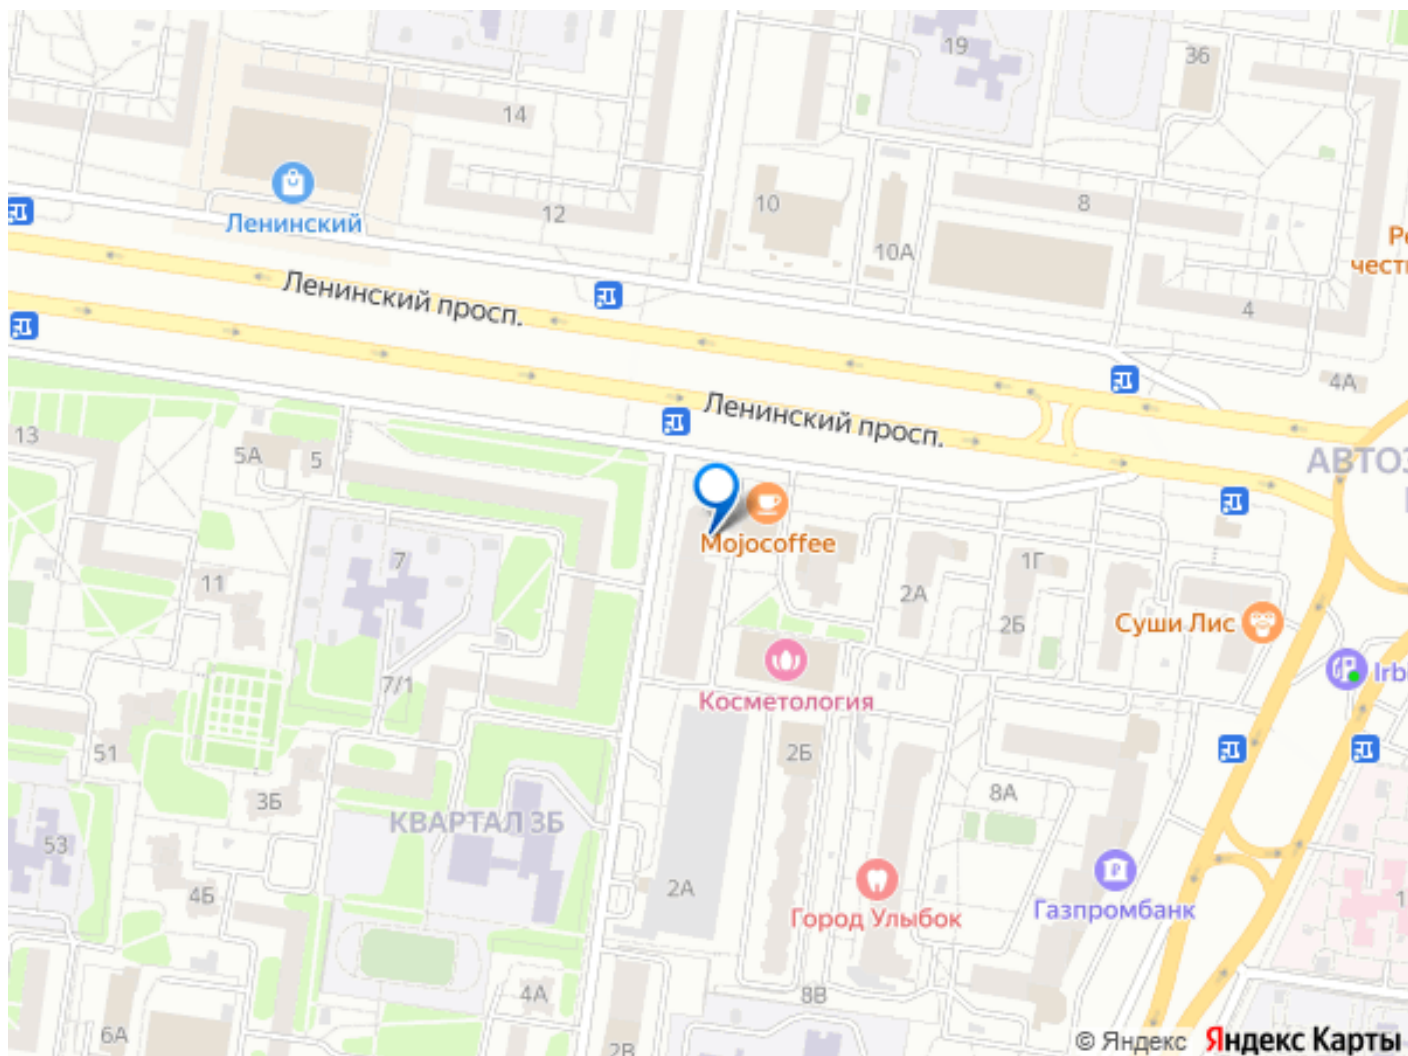 19
36
14
Ленинский
12
10
10А
8
4
4А
Ленинский просп.
Ленинский просп.
13
5А
5
7
11
7/1
Mojocoffee
2А
1Г
2Б
Суши Лис
Косметология
51
3Б
2Б
8А
КВАРТАЛ 3Б
53
4Б
2А
Город Улыбок
Газпромбанк
4А
8В
6А
2В
© Яндекс Яндекс Карты